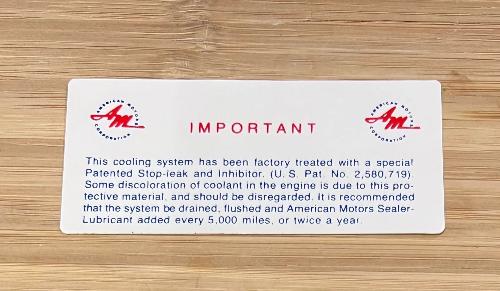 AMERICAN MOTORS
AM
CORPORATION
AMERICAN MOTORS
AM
CORPORATION
IMPORTANT
This cooling system has been factory treated with a special
Patented Stop-leak and Inhibitor. (U. S. Pat. No. 2,580,719).
Some discoloration of coolant in the engine is due to this pro-
tective material, and should be disregarded. It is recommended
that the system be drained, flushed and American Motors Sealer-
Lubricant added every 5,000 miles, or twice a year.